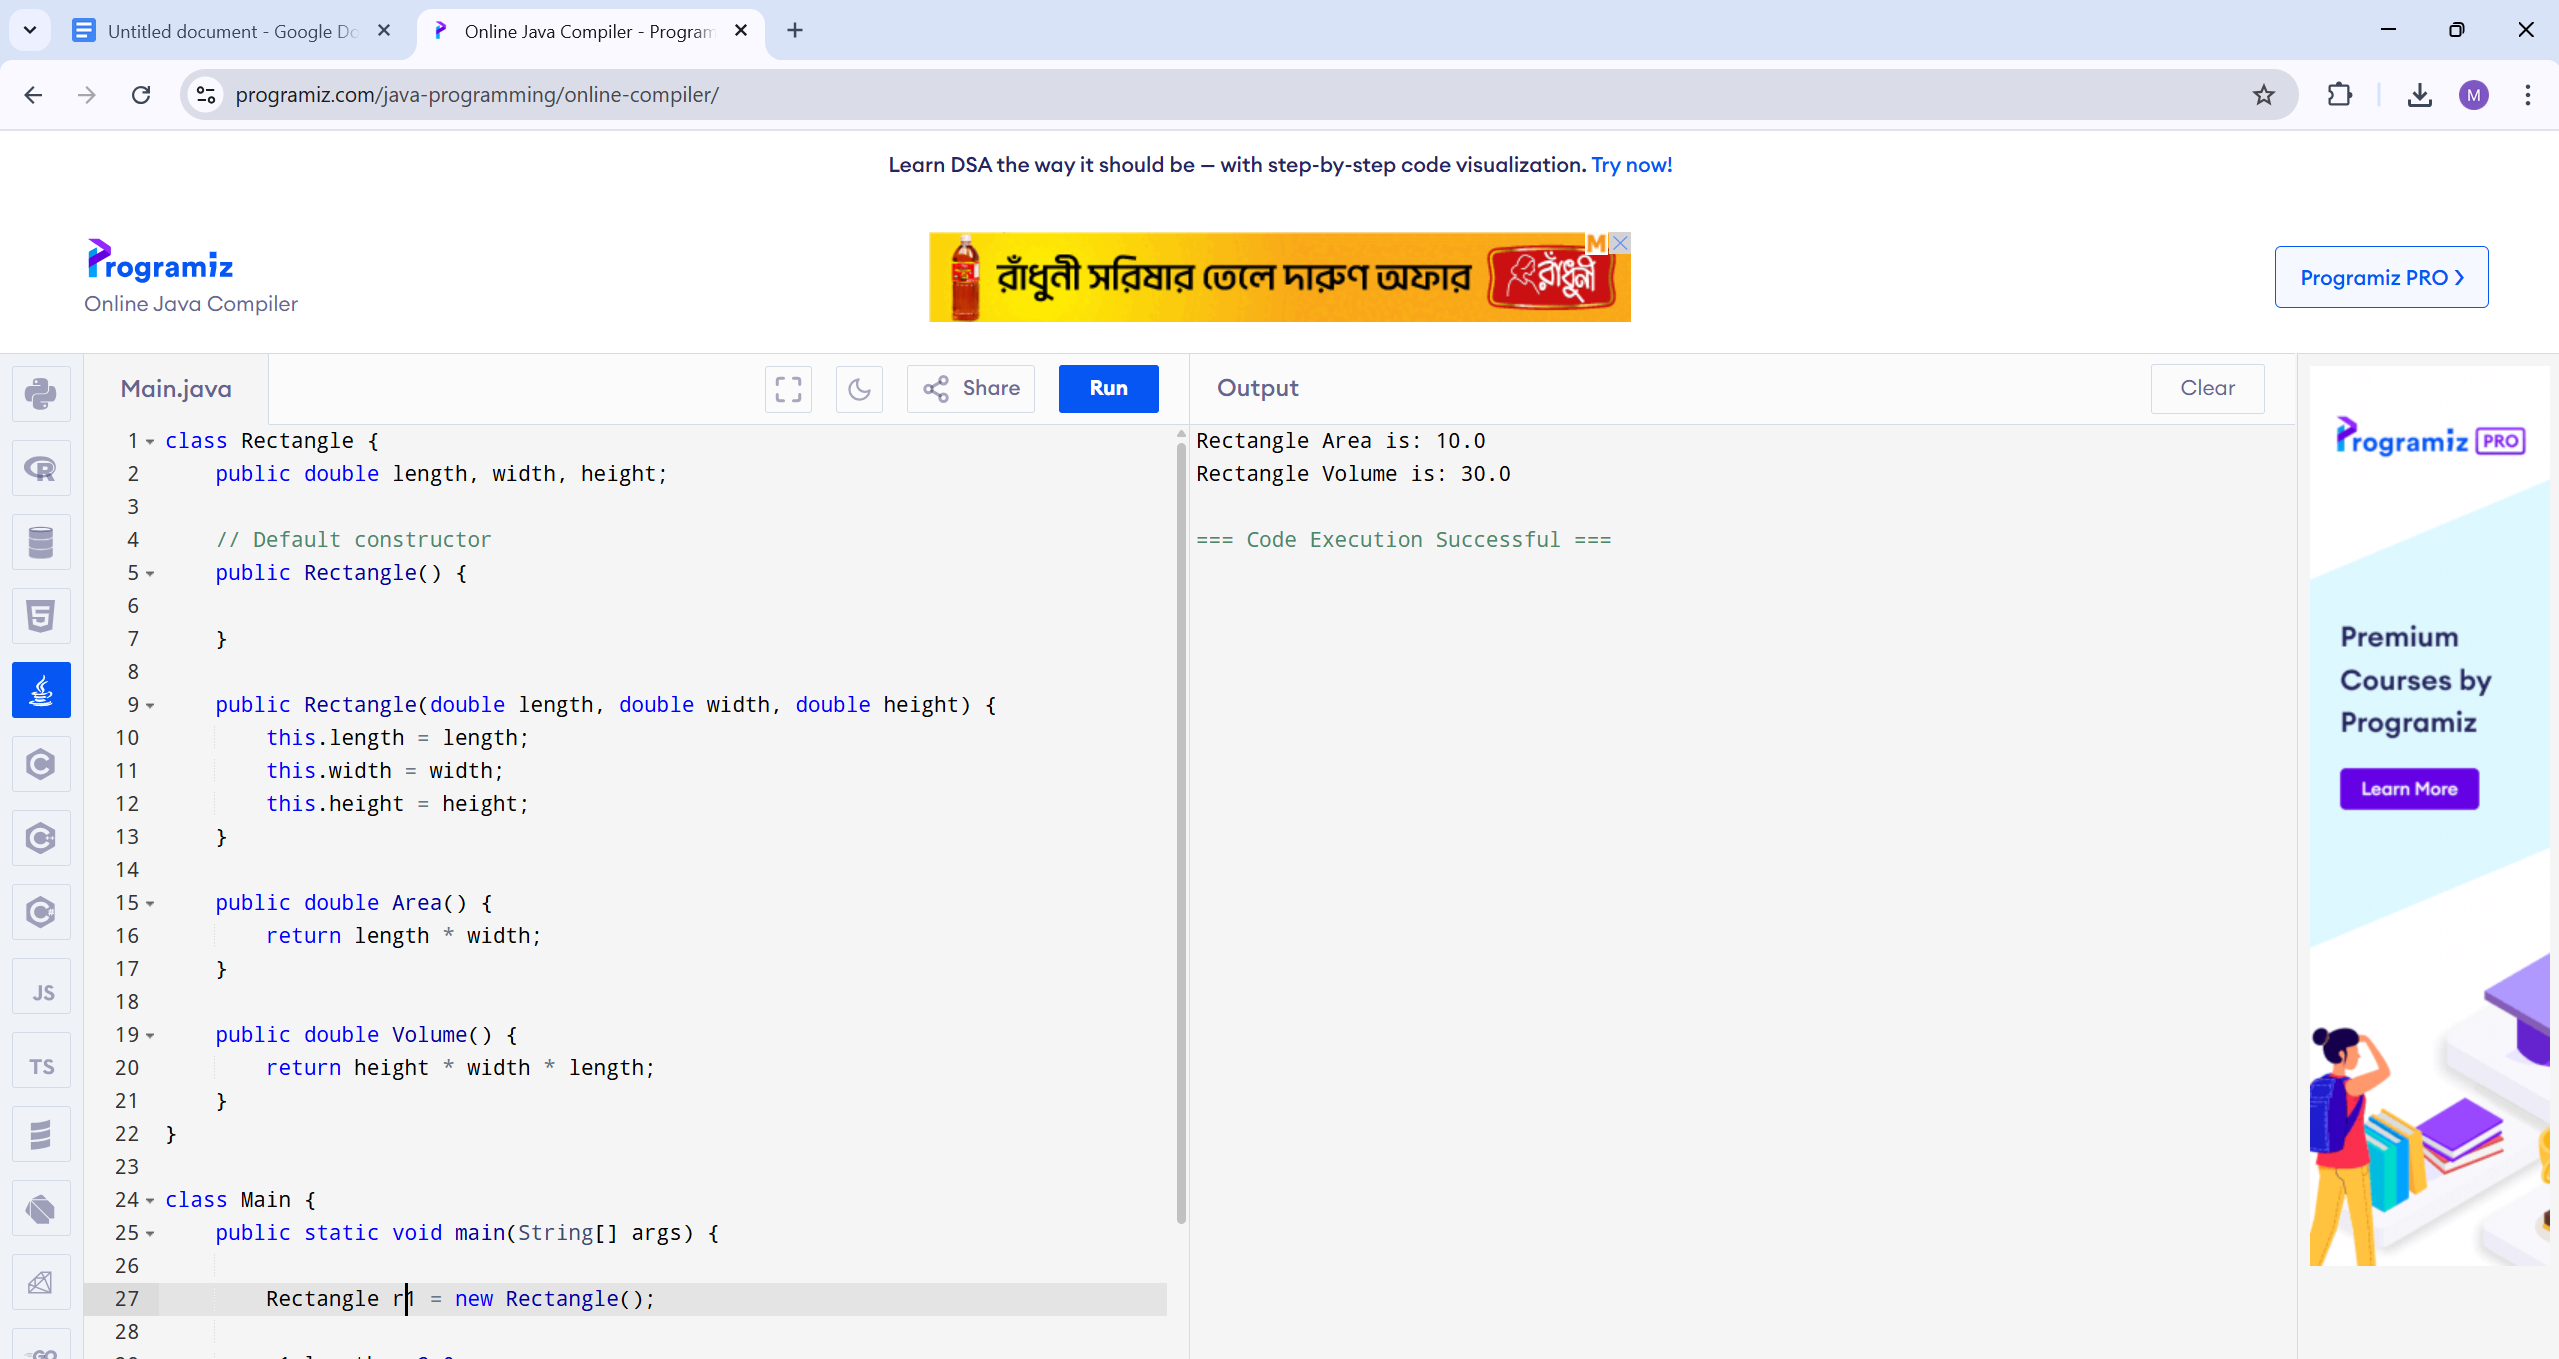 Untitled document - Google Do
Online Java Compiler - Program
programiz.com/java-programming/online-compiler/
M
Learn DSA the way it should be — with step-by-step code visualization. Try now!
Programiz
Online Java Compiler
রাঁধুনী সরিষার তেলে দারুণ অফার
রাঁধুনী
M
Programiz PRO ❯
Main.java
Share
Run
Output
Clear
1 class Rectangle {
2 public double length, width, height;
3
4 // Default constructor
5 public Rectangle() {
6
7 }
8
9 public Rectangle(double length, double width, double height) {
10 this.length = length;
11 this.width = width;
12 this.height = height;
13 }
14
15 public double Area() {
16 return length * width;
17 }
18
19 public double Volume() {
20 return height * width * length;
21 }
22 }
23
24 class Main {
25 public static void main(String[] args) {
26
27 Rectangle r1 = new Rectangle();
28
Rectangle Area is: 10.0
Rectangle Volume is: 30.0
=== Code Execution Successful ===
R
5
C
C++
C#
JS
TS
GO
Programiz PRO
Premium
Courses by
Programiz
Learn More